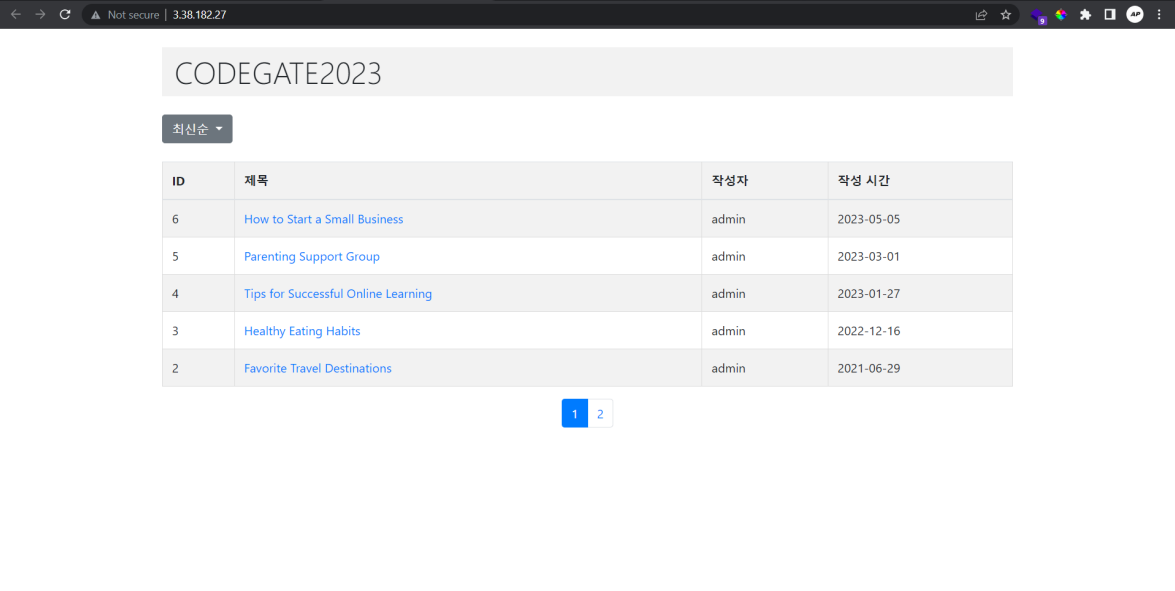 Not secure | 3.38.182.27
9
AP
CODEGATE2023
최신순
ID 제목 작성자 작성 시간
6 How to Start a Small Business admin 2023-05-05
5 Parenting Support Group admin 2023-03-01
4 Tips for Successful Online Learning admin 2023-01-27
3 Healthy Eating Habits admin 2022-12-16
2 Favorite Travel Destinations admin 2021-06-29
1 2